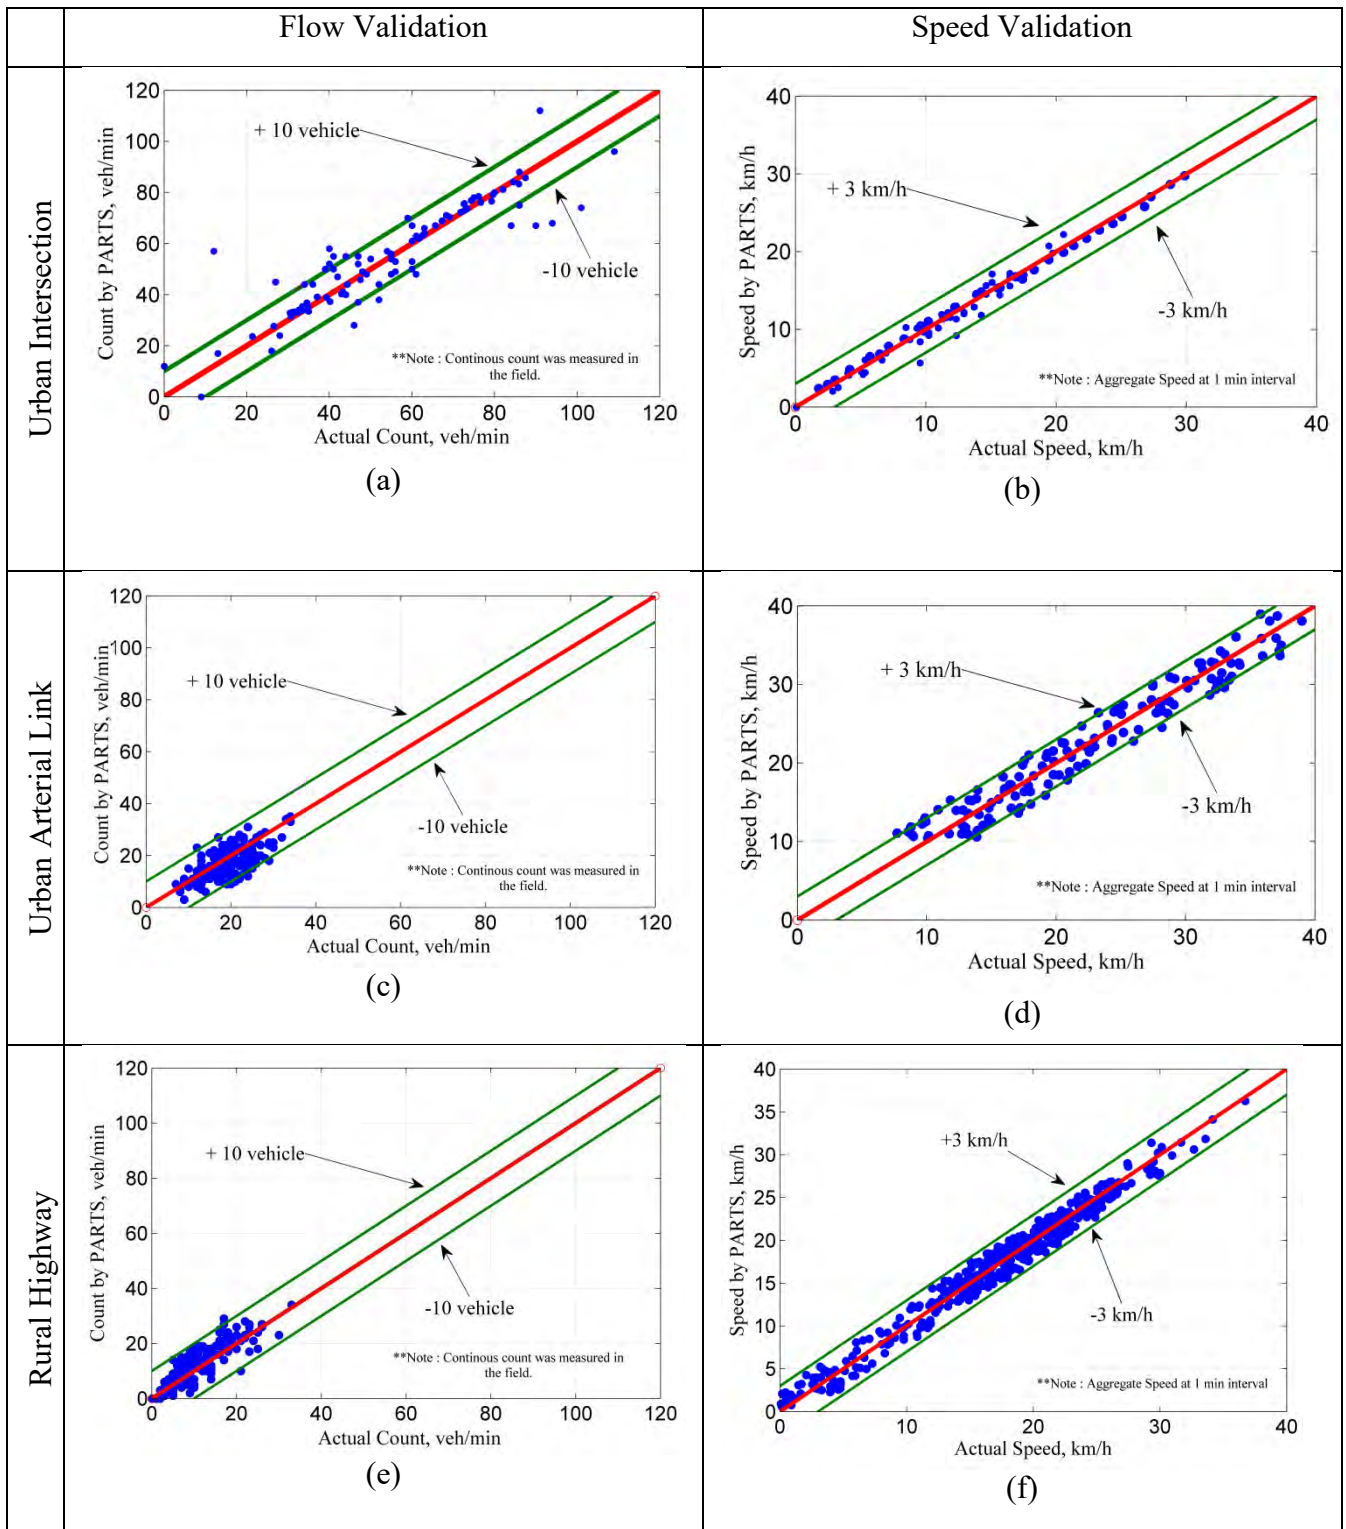 Flow Validation
Speed Validation
Urban Intersection
120
100
80
60
40
20
0
0
20
40
60
80
100
120
Count by PARTS, veh/min
Actual Count, veh/min
+ 10 vehicle
-10 vehicle
**Note : Continous count was measured in
the field.
(a)
40
30
20
10
0
0
10
20
30
40
Speed by PARTS, km/h
Actual Speed, km/h
+ 3 km/h
-3 km/h
**Note : Aggregate Speed at 1 min interval
(b)
Urban Arterial Link
120
100
80
60
40
20
0
0
20
40
60
80
100
120
Count by PARTS, veh/min
Actual Count, veh/min
+ 10 vehicle
-10 vehicle
**Note : Continous count was measured in
the field.
(c)
40
30
20
10
0
0
10
20
30
40
Speed by PARTS, km/h
Actual Speed, km/h
+ 3 km/h
-3 km/h
**Note : Aggregate Speed at 1 min interval
(d)
Rural Highway
120
100
80
60
40
20
0
0
20
40
60
80
100
120
Count by PARTS, veh/min
Actual Count, veh/min
+ 10 vehicle
-10 vehicle
**Note : Continous count was measured in
the field.
(e)
40
35
30
25
20
15
10
5
0
0
10
20
30
40
Speed by PARTS, km/h
Actual Speed, km/h
+3 km/h
-3 km/h
**Note : Aggregate Speed at 1 min interval
(f)